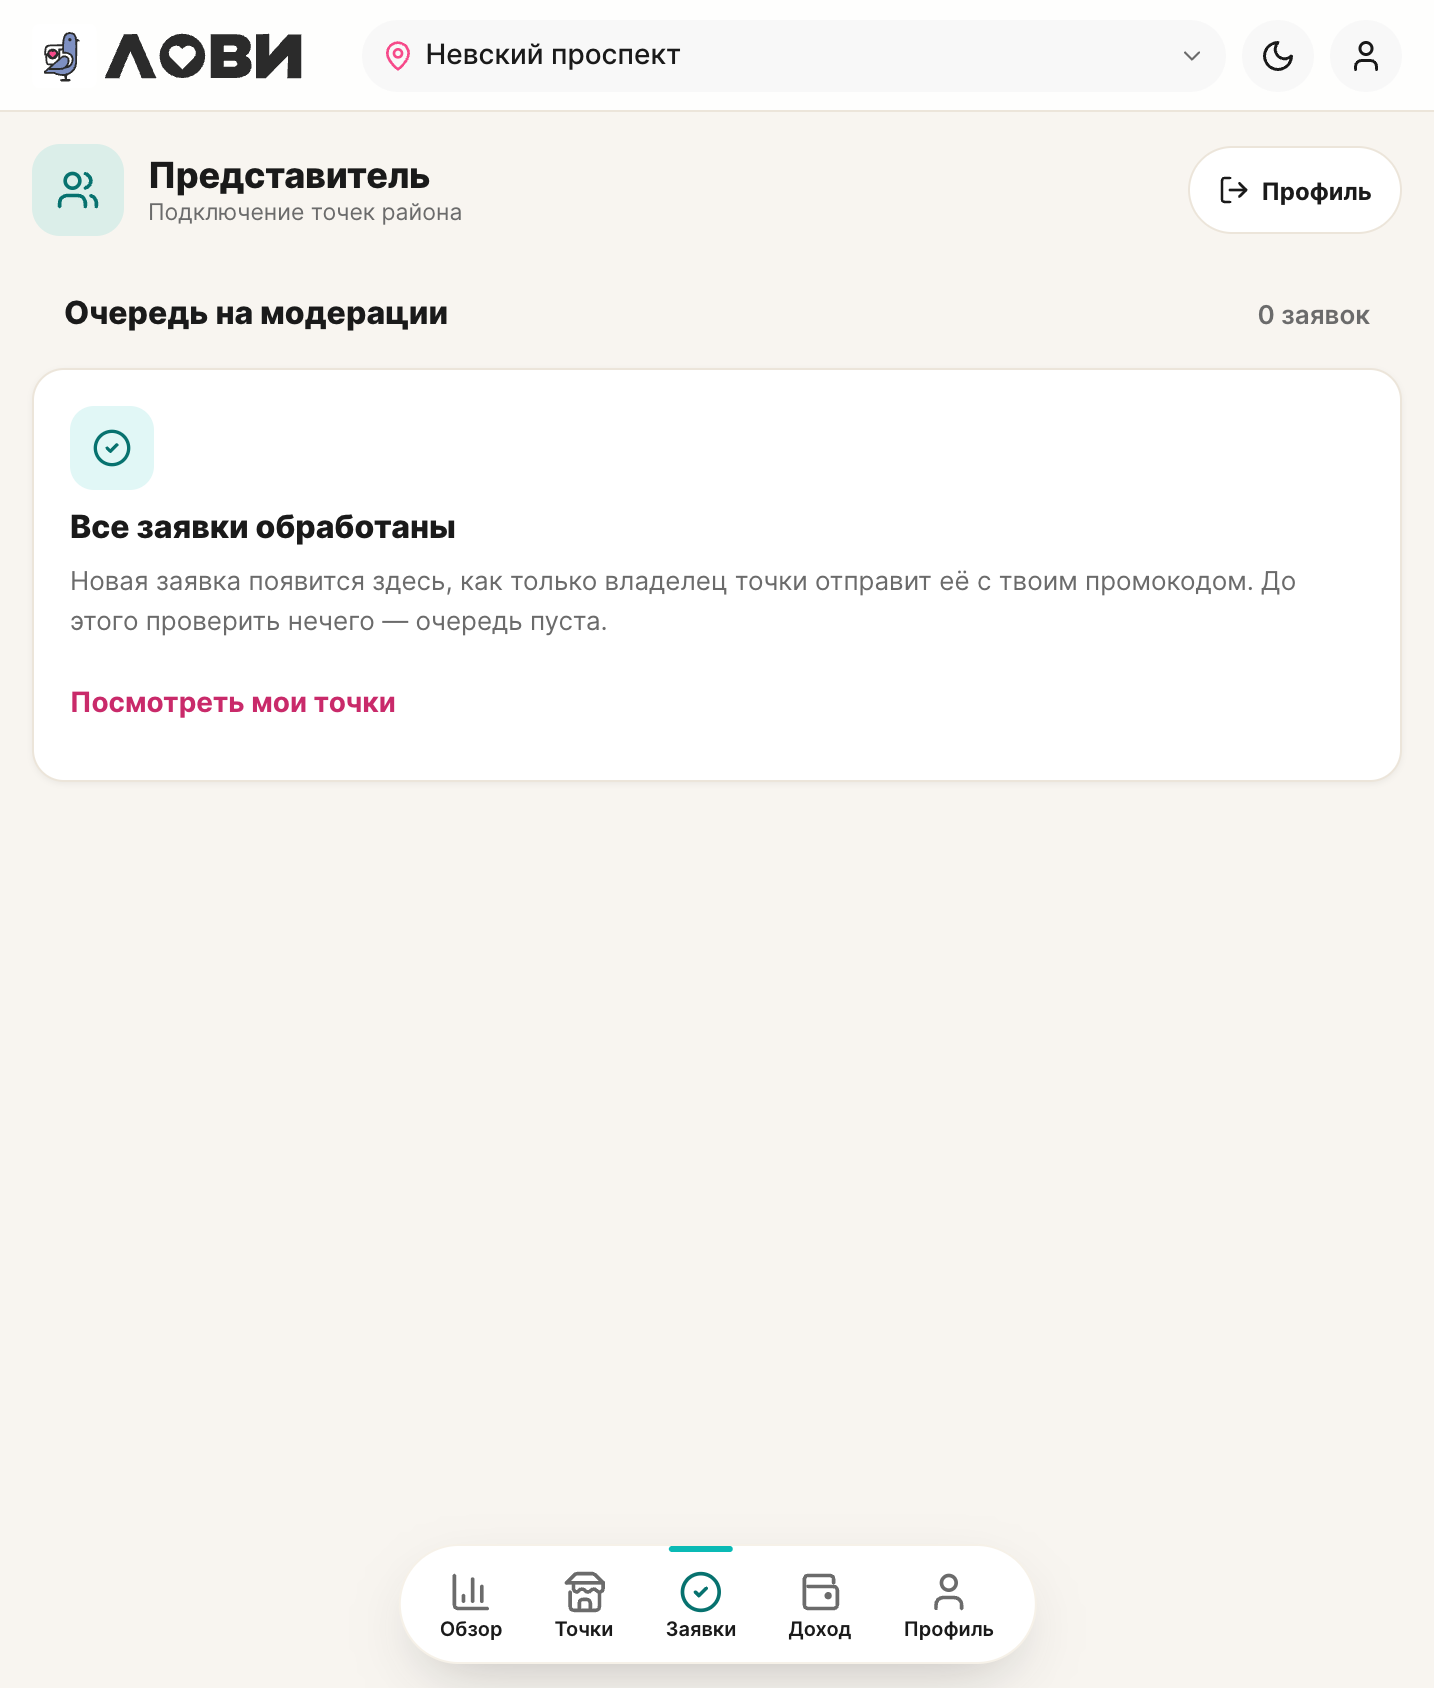 ЛОВИ
Невский проспект
Представитель
Подключение точек района
Профиль
Очередь на модерации
0 заявок
Все заявки обработаны
Новая заявка появится здесь, как только владелец точки отправит её с твоим промокодом. До
этого проверить нечего — очередь пуста.
Посмотреть мои точки
Обзор
Точки
Заявки
Доход
Профиль